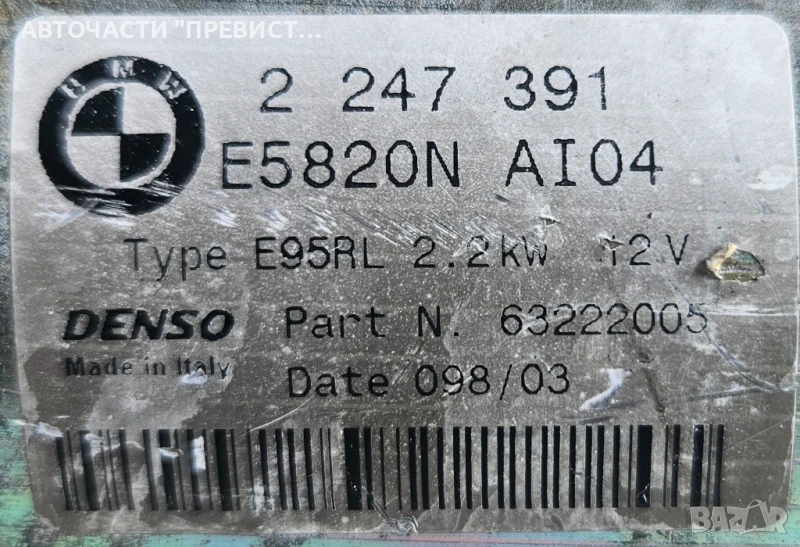 АВТОЧАСТИ "ПРЕВИСТ...
BMW
2 247 391
E5820N AI04
Type E95RL 2.2kW 12V
DENSO Part N. 63222005
Made in Italy
Date 098/03
BAZAR